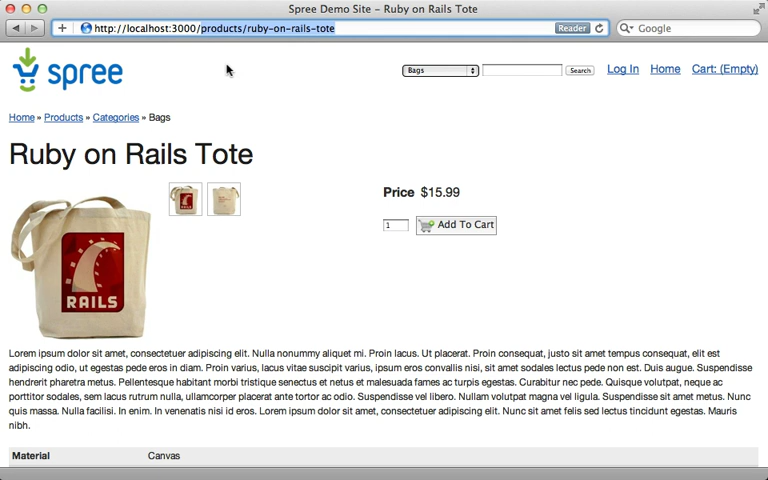 Spree Demo Site – Ruby on Rails Tote
http://localhost:3000/products/ruby-on-rails-tote
Reader
Google
spree
Bags
Search
Log In
Home
Cart: (Empty)
Home » Products » Categories » Bags
Ruby on Rails Tote
Price $15.99
1
Add To Cart
RAILS
Lorem ipsum dolor sit amet, consectetuer adipiscing elit. Nulla nonummy aliquet mi. Proin lacus. Ut placerat. Proin consequat, justo sit amet tempus consequat, elit est
adipiscing odio, ut egestas pede eros in diam. Proin varius, lacus vitae suscipit varius, ipsum eros convallis nisi, sit amet sodales lectus pede non est. Duis augue. Suspendisse
hendrerit pharetra metus. Pellentesque habitant morbi tristique senectus et netus et malesuada fames ac turpis egestas. Curabitur nec pede. Quisque volutpat, neque ac
porttitor sodales, sem lacus rutrum nulla, ullamcorper placerat ante tortor ac odio. Suspendisse vel libero. Nullam volutpat magna vel ligula. Suspendisse sit amet metus. Nunc
quis massa. Nulla facilisi. In enim. In venenatis nisi id eros. Lorem ipsum dolor sit amet, consectetuer adipiscing elit. Nunc sit amet felis sed lectus tincidunt egestas. Mauris
nibh.
Material Canvas